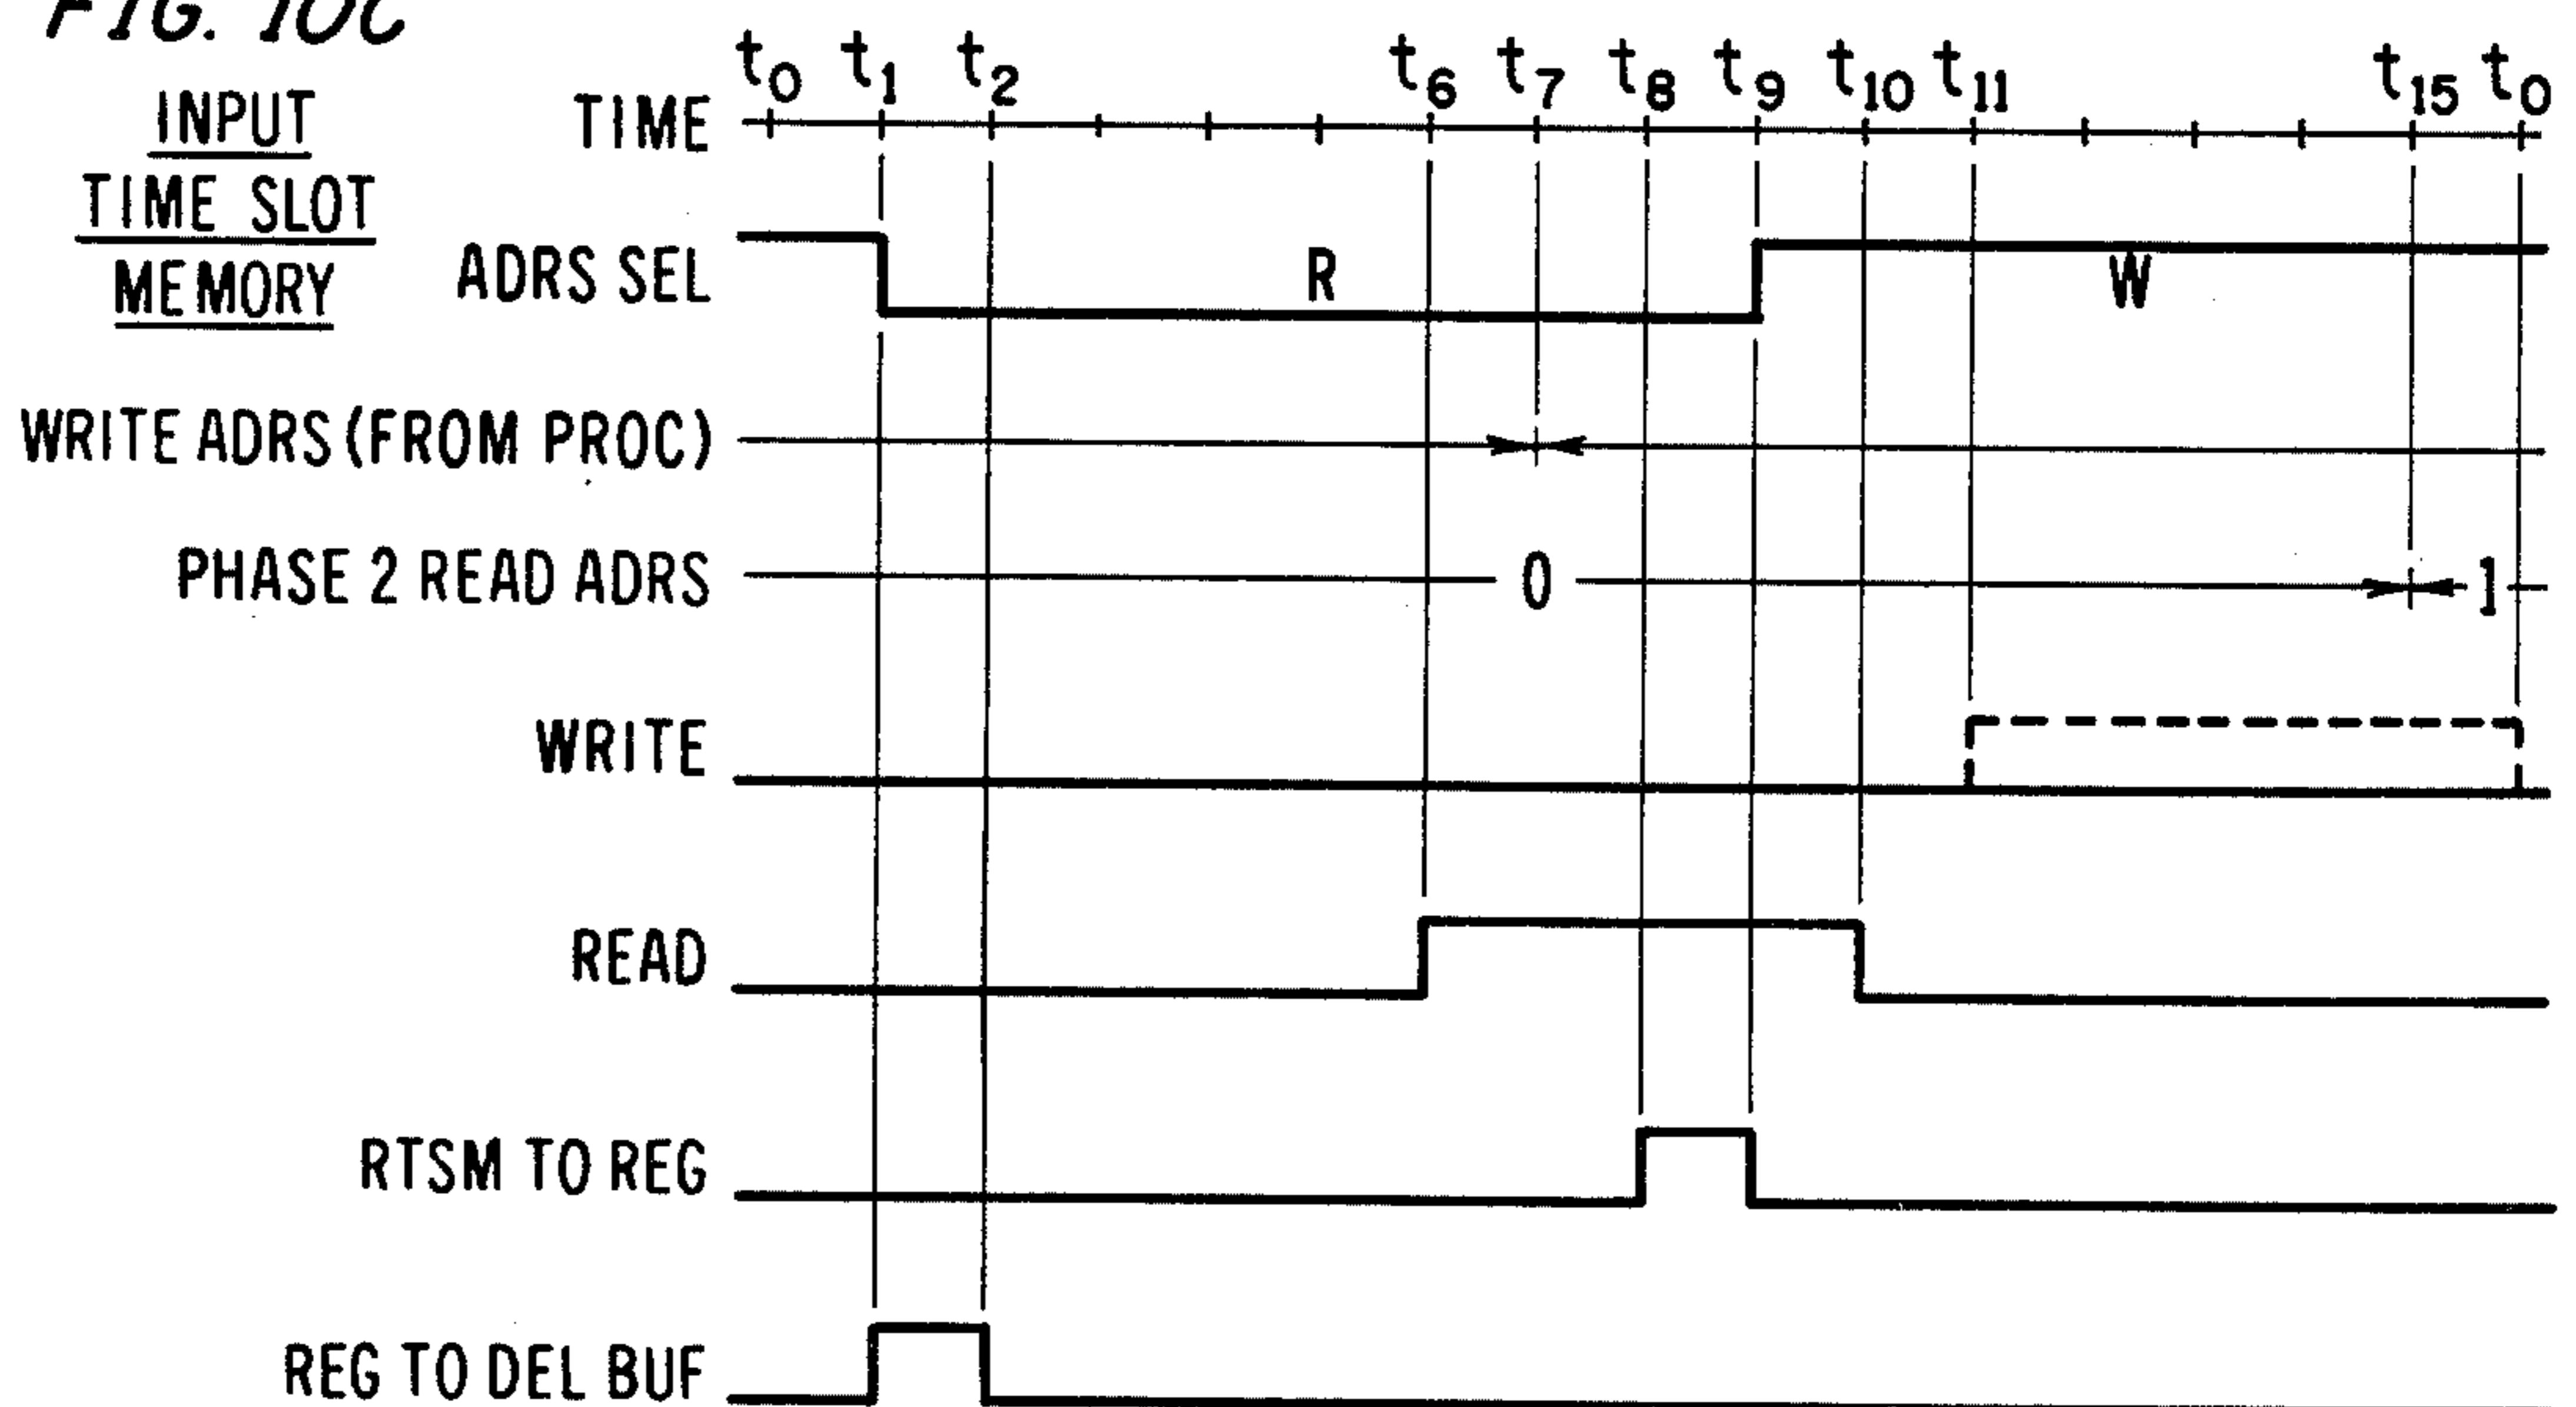 FIG. 10C
t0 t1 t2 t6 t7 t8 t9 t10 t11 t15 t0
INPUT
TIME SLOT
MEMORY
TIME
ADRS SEL R W
WRITE ADRS (FROM PROC)
PHASE 2 READ ADRS 0 1
WRITE
READ
RTSM TO REG
REG TO DEL BUF